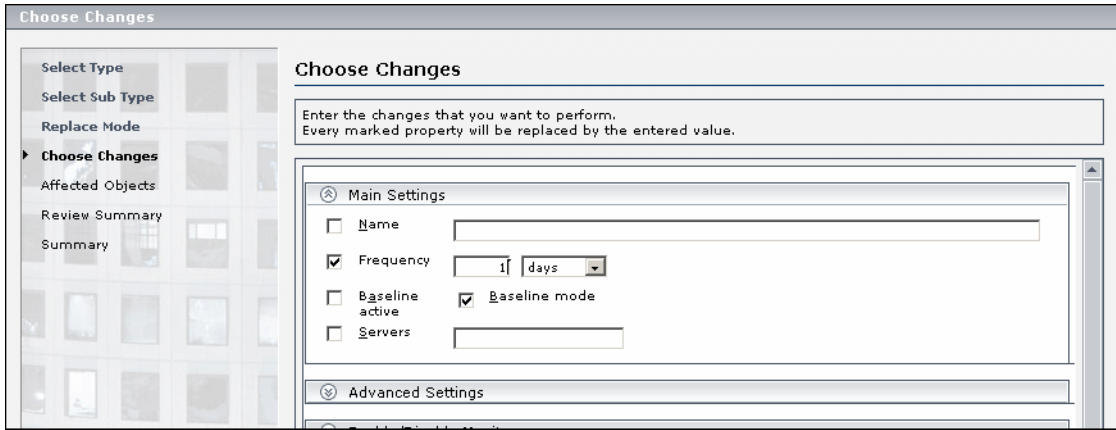 Choose Changes
Select Type
Select Sub Type
Replace Mode
Choose Changes
Affected Objects
Review Summary
Summary
Choose Changes
Enter the changes that you want to perform.
Every marked property will be replaced by the entered value.
Main Settings
Name
Frequency 1 days
Baseline active Baseline mode
Servers
Advanced Settings